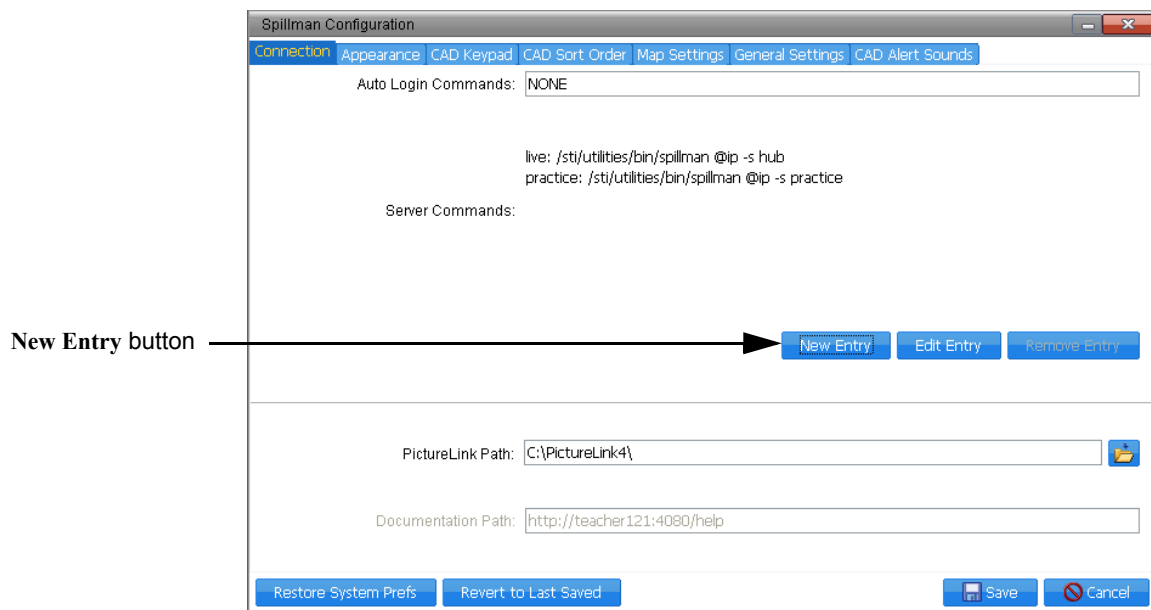 Spillman Configuration
Connection Appearance CAD Keypad CAD Sort Order Map Settings General Settings CAD Alert Sounds
Auto Login Commands: NONE
live: /sti/utilities/bin/spillman @ip -s hub
practice: /sti/utilities/bin/spillman @ip -s practice
Server Commands:
New Entry button
New Entry Edit Entry Remove Entry
PictureLink Path: C:\PictureLink4\
Documentation Path: http://teacher121:4080/help
Restore System Prefs Revert to Last Saved Save Cancel